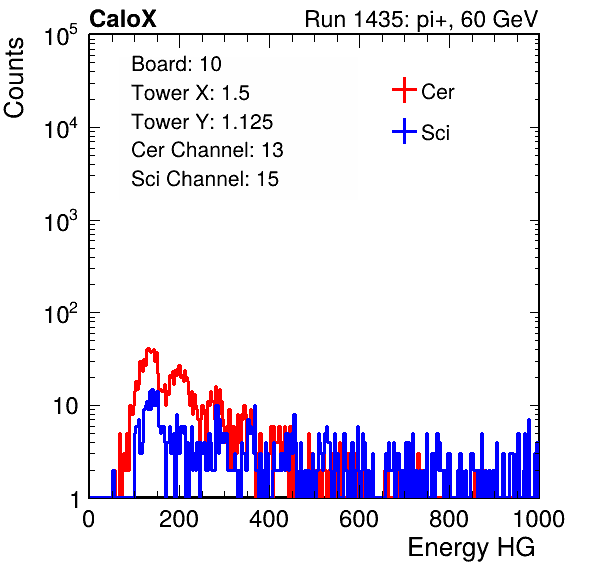 CaloX Run 1435: pi+, 60 GeV
Counts
Board: 10
Tower X: 1.5
Tower Y: 1.125
Cer Channel: 13
Sci Channel: 15
Cer
Sci
10^5
10^4
10^3
10^2
10
1
0 200 400 600 800 1000
Energy HG